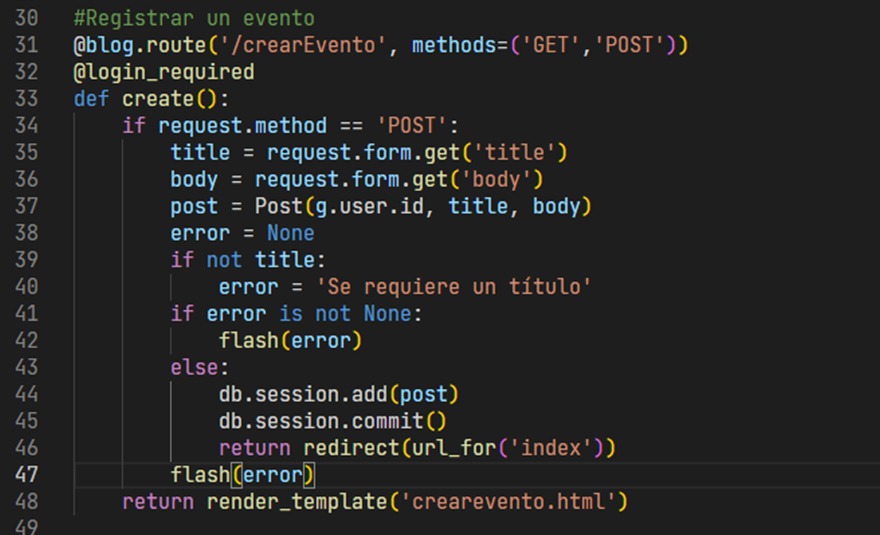 30 #Registrar un evento
31 @blog.route('/crearEvento', methods=('GET','POST'))
32 @login_required
33 def create():
34     if request.method == 'POST':
35         title = request.form.get('title')
36         body = request.form.get('body')
37         post = Post(g.user.id, title, body)
38         error = None
39         if not title:
40             error = 'Se requiere un título'
41         if error is not None:
42             flash(error)
43         else:
44             db.session.add(post)
45             db.session.commit()
46             return redirect(url_for('index'))
47         flash(error)
48     return render_template('crearevento.html')
49